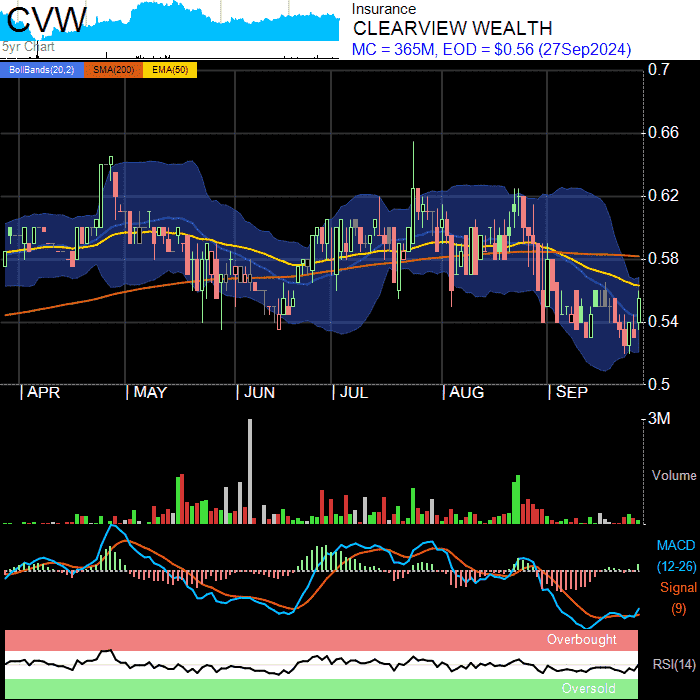 CVW
5yr Chart
Insurance
CLEARVIEW WEALTH
MC = 365M, EOD = $0.56 (27Sep2024)
BollBands(20,2) SMA(200) EMA(50)
0.7
0.66
0.62
0.58
0.54
0.5
APR MAY JUN JUL AUG SEP
3M
Volume
MACD
(12-26)
Signal
(9)
Overbought
RSI(14)
Oversold